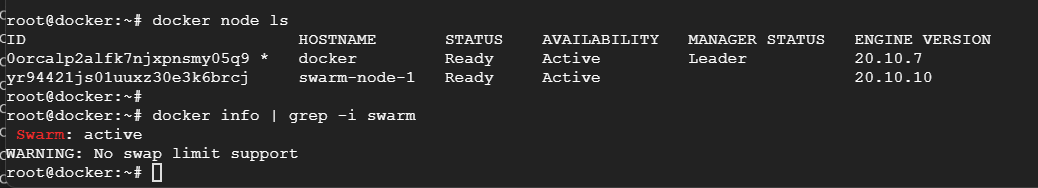 root@docker:~# docker node ls
ID HOSTNAME STATUS AVAILABILITY MANAGER STATUS ENGINE VERSION
0orcalp2alfk7njxpnsmy05q9 * docker Ready Active Leader 20.10.7
yr94421js01uuxz30e3k6brcj swarm-node-1 Ready Active 20.10.10
root@docker:~#
root@docker:~# docker info | grep -i swarm
Swarm: active
WARNING: No swap limit support
root@docker:~#